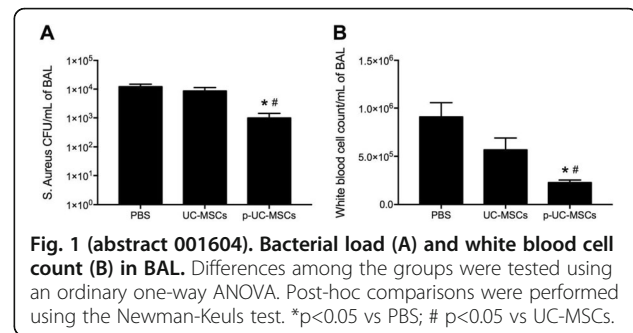 A
B
S. Aureus CFU/mL of BAL
1×10⁵
1×10⁴
1×10³
1×10²
1×10¹
1×10⁰
* #
PBS
UC-MSCs
p-UC-MSCs
White blood cell count/mL of BAL
1.5×10⁶
1.0×10⁶
5.0×10⁵
0.0
* #
PBS
UC-MSCs
p-UC-MSCs
Fig. 1 (abstract 001604). Bacterial load (A) and white blood cell
count (B) in BAL. Differences among the groups were tested using
an ordinary one-way ANOVA. Post-hoc comparisons were performed
using the Newman-Keuls test. *p<0.05 vs PBS; # p<0.05 vs UC-MSCs.